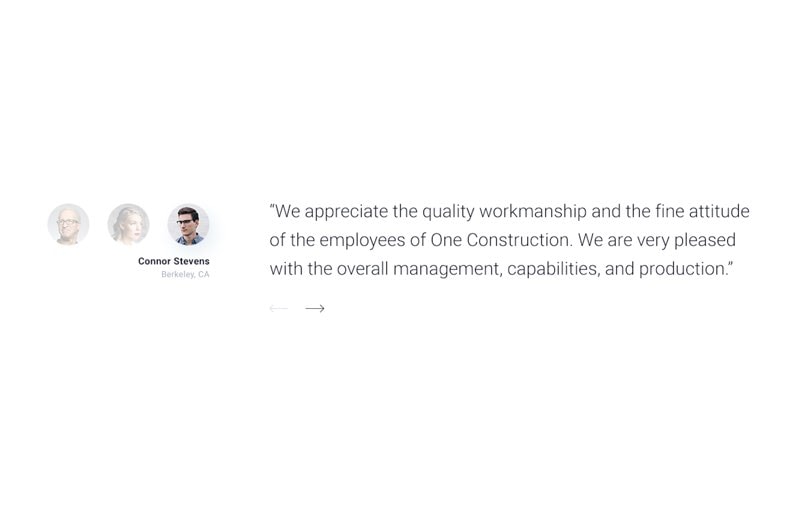 “We appreciate the quality workmanship and the fine attitude
of the employees of One Construction. We are very pleased
with the overall management, capabilities, and production.”
Connor Stevens
Berkeley, CA